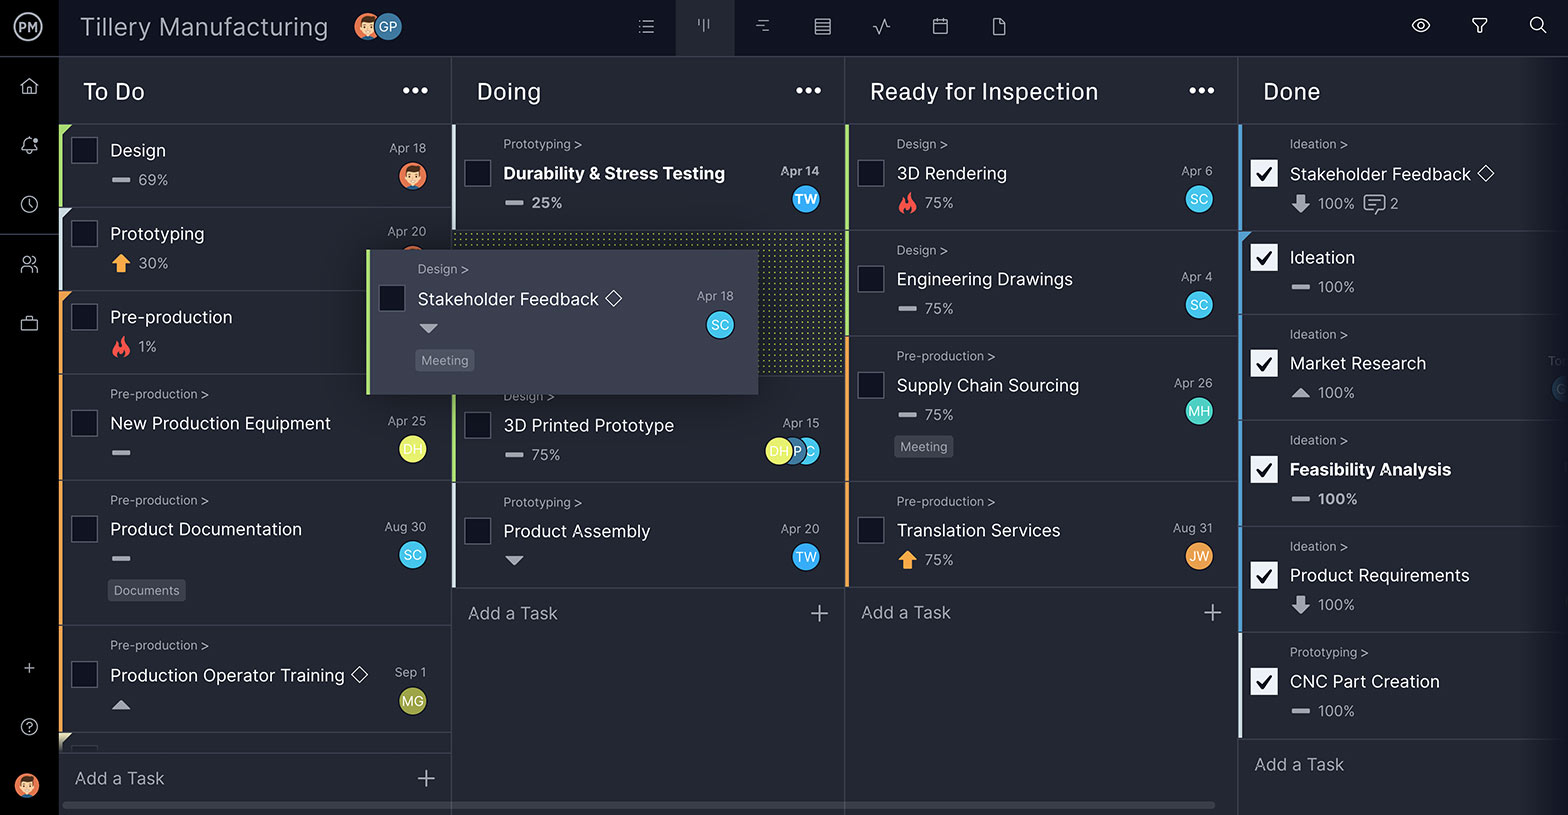 PM
Tillery Manufacturing
GP
To Do
Design
Apr 18
69%
Prototyping
Apr 20
30%
Pre-production
1%
Pre-production >
New Production Equipment
Apr 25
DH
Pre-production >
Product Documentation
Aug 30
SC
Documents
Pre-production >
Production Operator Training
Sep 1
MG
Add a Task
Doing
Prototyping >
Durability & Stress Testing
Apr 14
25%
TW
Design >
Stakeholder Feedback
Apr 18
SC
Meeting
Design >
3D Printed Prototype
Apr 15
75%
DH P C
Prototyping >
Product Assembly
Apr 20
TW
Add a Task
Ready for Inspection
Design >
3D Rendering
Apr 6
75%
SC
Design >
Engineering Drawings
Apr 4
75%
SC
Pre-production >
Supply Chain Sourcing
Apr 26
75%
MH
Meeting
Pre-production >
Translation Services
Aug 31
75%
JW
Add a Task
Done
Ideation >
Stakeholder Feedback
100% 2
Ideation
100%
Ideation >
Market Research
100%
Ideation >
Feasibility Analysis
100%
Ideation >
Product Requirements
100%
Prototyping >
CNC Part Creation
100%
Add a Task